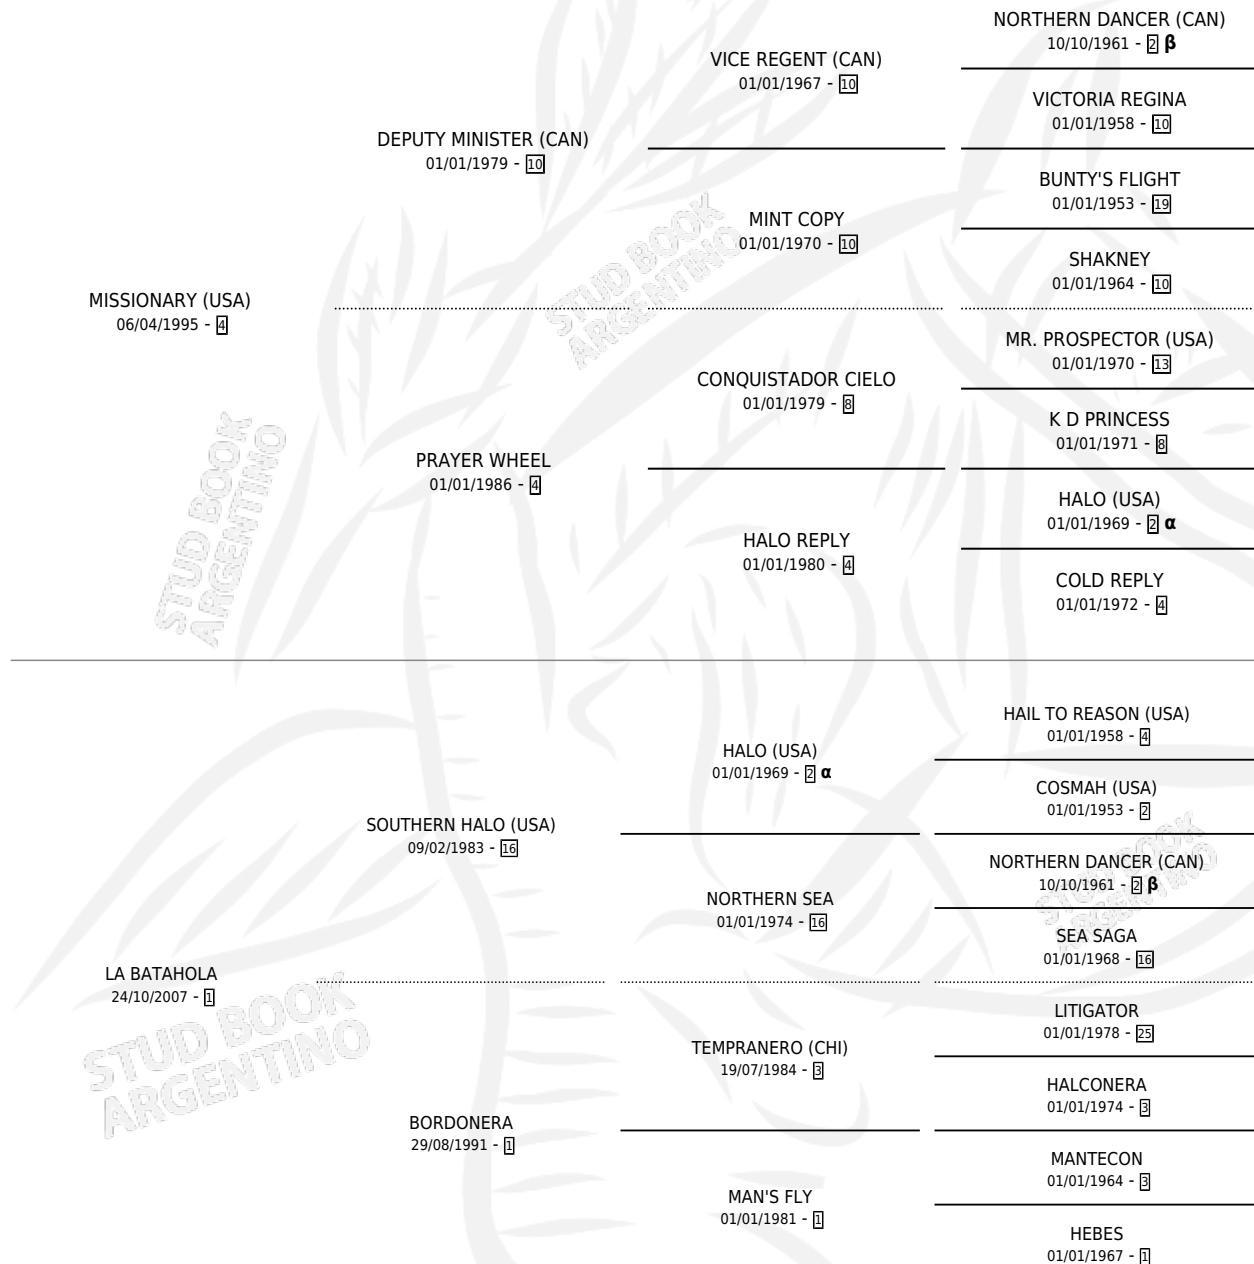 NORTHERN DANCER (CAN)
10/10/1961 - 2 β
VICE REGENT (CAN)
01/01/1967 - 10
VICTORIA REGINA
01/01/1958 - 10
DEPUTY MINISTER (CAN)
01/01/1979 - 10
BUNTY'S FLIGHT
01/01/1953 - 19
MINT COPY
01/01/1970 - 10
SHAKNEY
01/01/1964 - 10
MISSIONARY (USA)
06/04/1995 - 4
STUD BOOK
ARGENTINO
MR. PROSPECTOR (USA)
01/01/1970 - 13
CONQUISTADOR CIELO
01/01/1979 - 8
K D PRINCESS
01/01/1971 - 8
PRAYER WHEEL
01/01/1986 - 4
HALO (USA)
01/01/1969 - 2 α
HALO REPLY
01/01/1980 - 4
COLD REPLY
01/01/1972 - 4
STUD BOOK
ARGENTINO
HAIL TO REASON (USA)
01/01/1958 - 4
HALO (USA)
01/01/1969 - 2 α
COSMAH (USA)
01/01/1953 - 2
SOUTHERN HALO (USA)
09/02/1983 - 16
STUD BOOK
ARGENTINO
NORTHERN DANCER (CAN)
10/10/1961 - 2 β
NORTHERN SEA
01/01/1974 - 16
SEA SAGA
01/01/1968 - 16
LA BATAHOLA
24/10/2007 - 1
STUD BOOK
ARGENTINO
LITIGATOR
01/01/1978 - 25
TEMPRANERO (CHI)
19/07/1984 - 3
HALCONERA
01/01/1974 - 3
BORDONERA
29/08/1991 - 1
MANTECON
01/01/1964 - 3
MAN'S FLY
01/01/1981 - 1
HEBES
01/01/1967 - 1